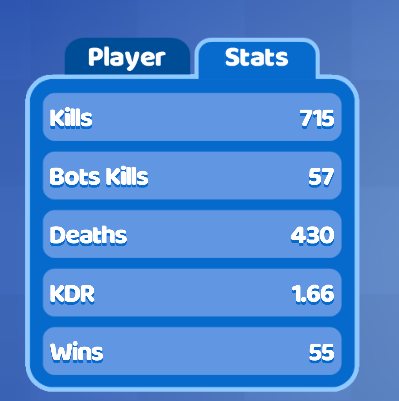 Player Stats
Kills 715
Bots Kills 57
Deaths 430
KDR 1.66
Wins 55